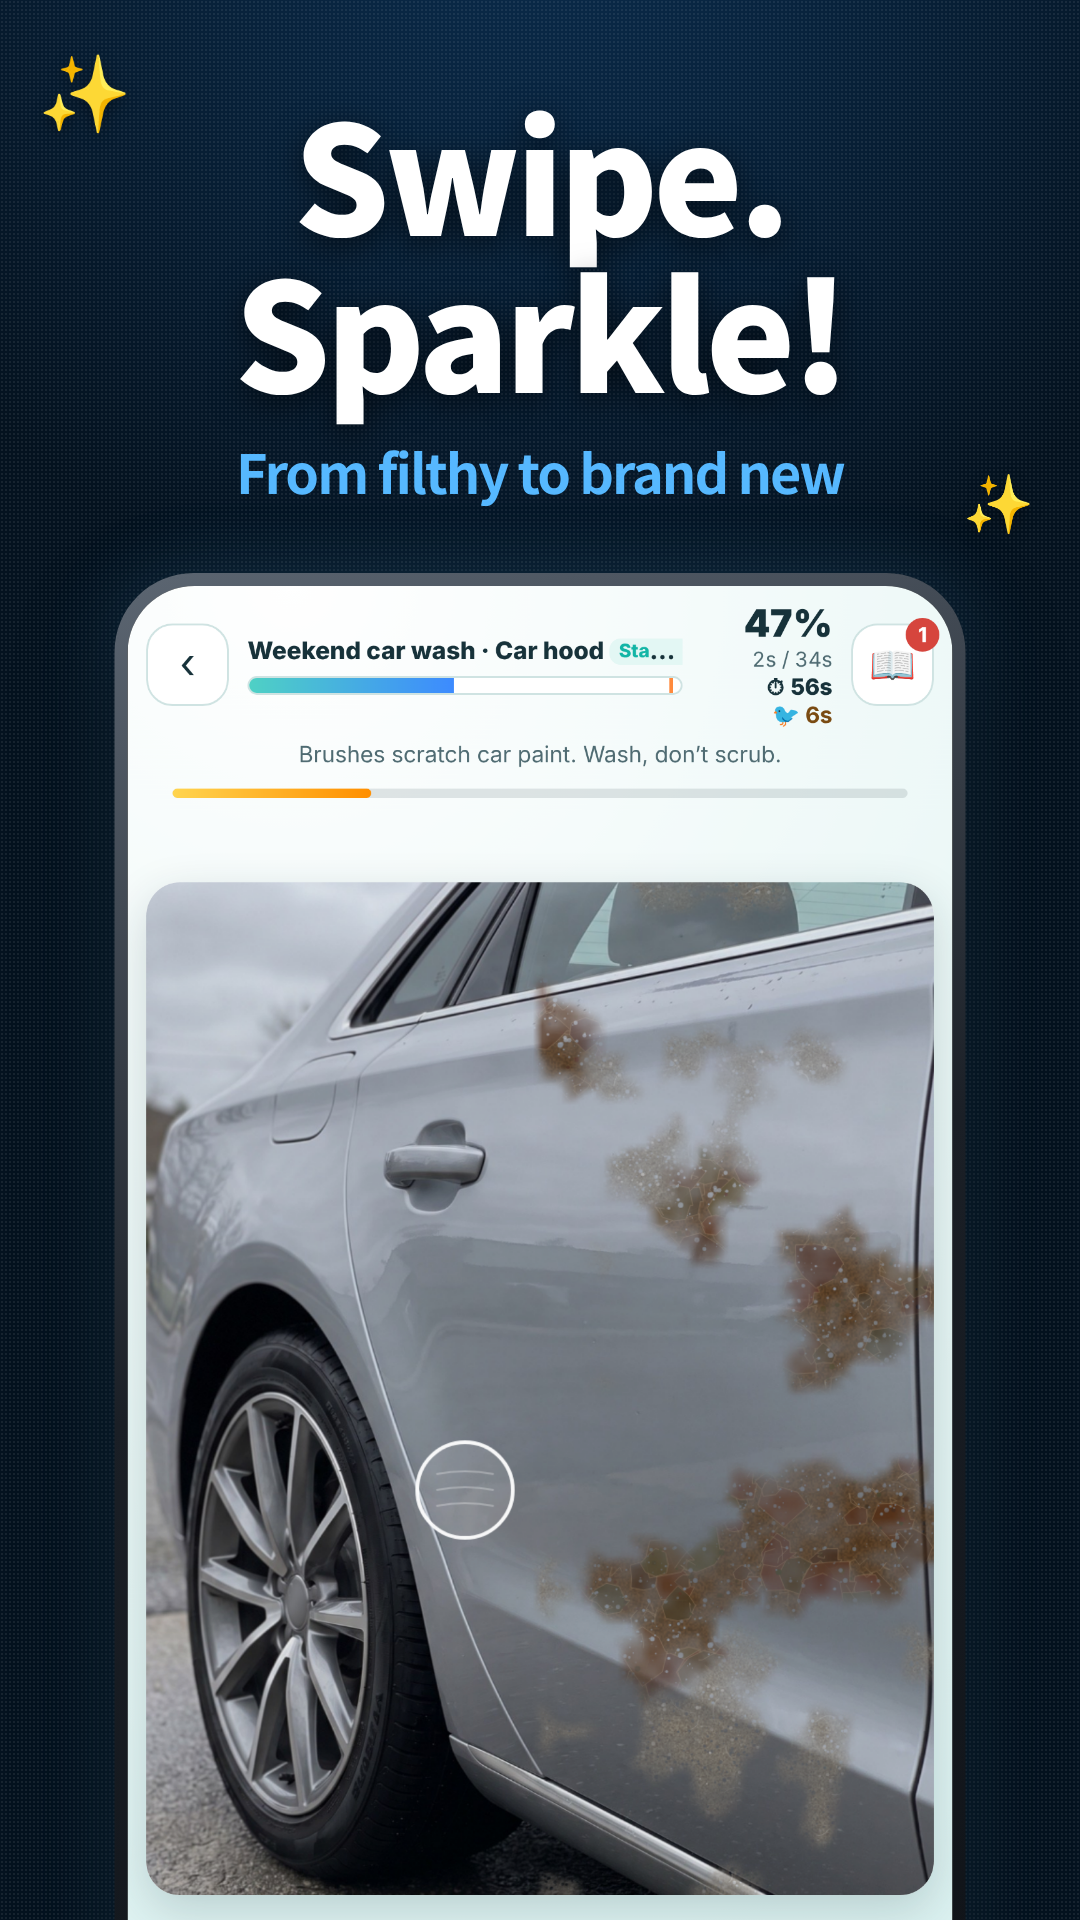 Swipe.
Sparkle!
From filthy to brand new
Weekend car wash · Car hood Sta...
47%
2s / 34s
⏱ 56s
🐦 6s
1
Brushes scratch car paint. Wash, don’t scrub.